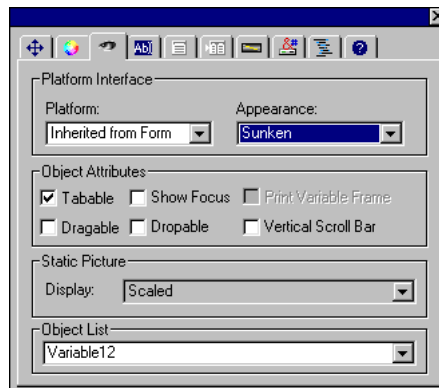 Platform Interface
Platform: Appearance:
Inherited from Form Sunken
Object Attributes
Tabable Show Focus Print Variable Frame
Dragable Dropable Vertical Scroll Bar
Static Picture
Display: Scaled
Object List
Variable12